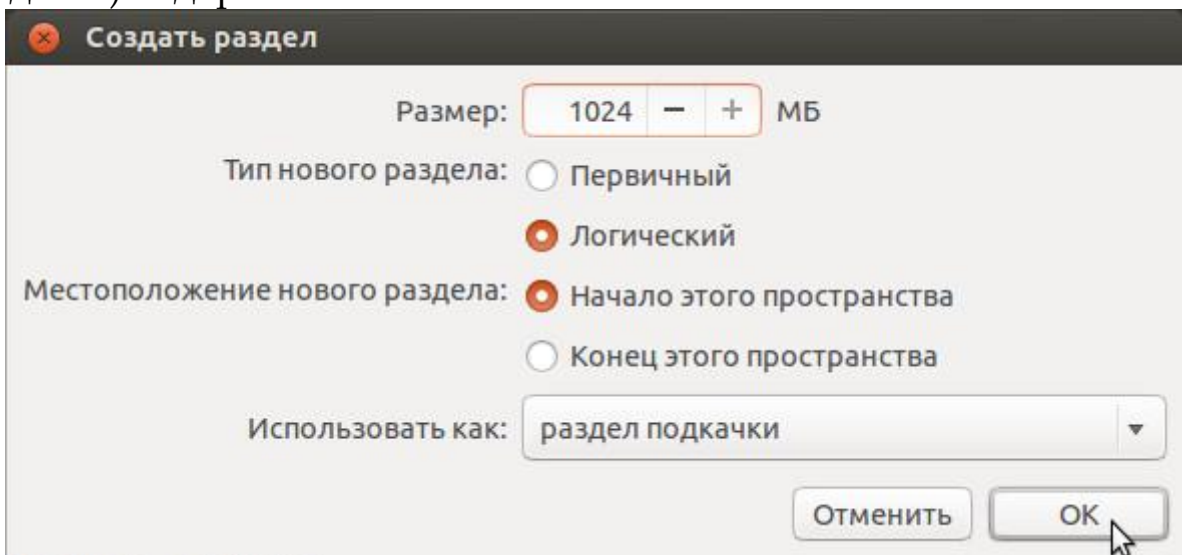 Создать раздел
Размер: 1024 − + МБ
Тип нового раздела: Первичный
Логический
Местоположение нового раздела: Начало этого пространства
Конец этого пространства
Использовать как: раздел подкачки
Отменить OK